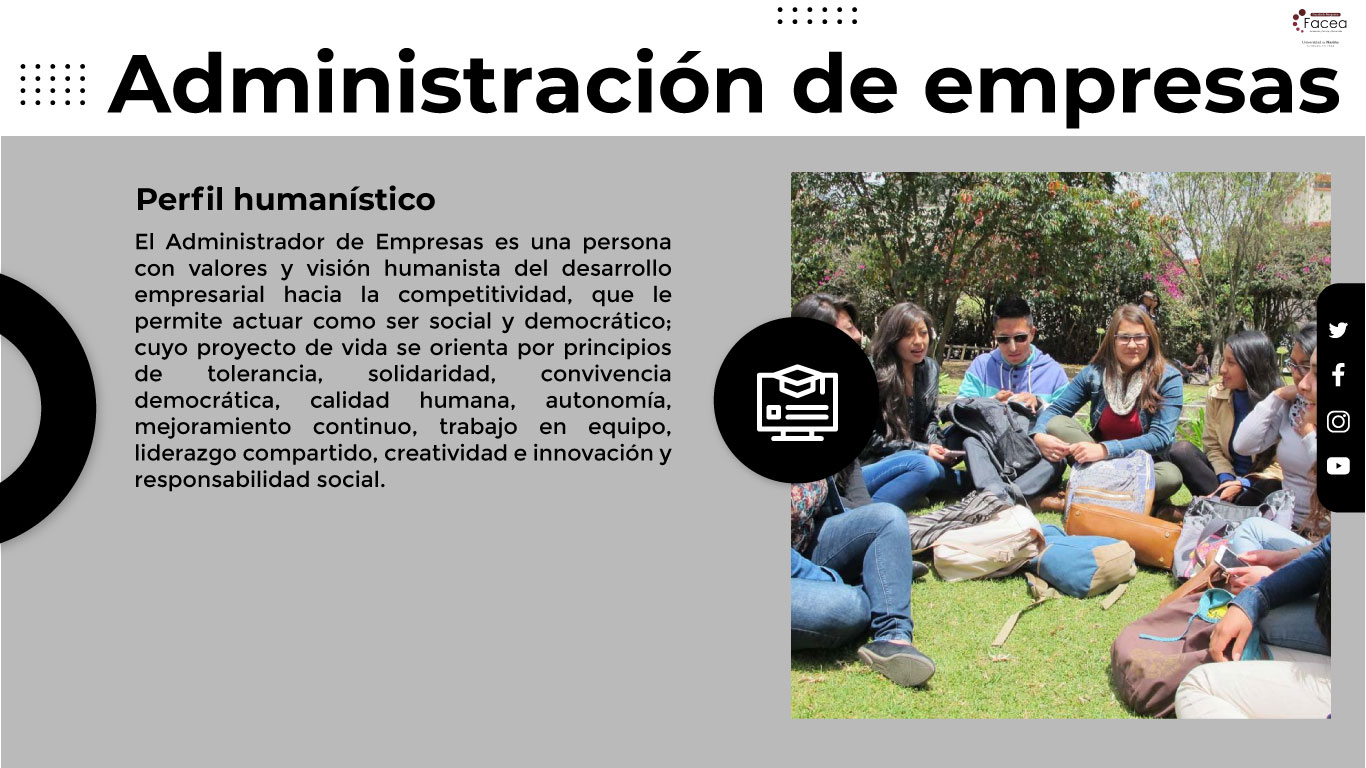 Facea
Administración de empresas
Perfil humanístico
El Administrador de Empresas es una persona
con valores y visión humanista del desarrollo
empresarial hacia la competitividad, que le
permite actuar como ser social y democrático;
cuyo proyecto de vida se orienta por principios
de tolerancia, solidaridad, convivencia
democrática, calidad humana, autonomía,
mejoramiento continuo, trabajo en equipo,
liderazgo compartido, creatividad e innovación y
responsabilidad social.